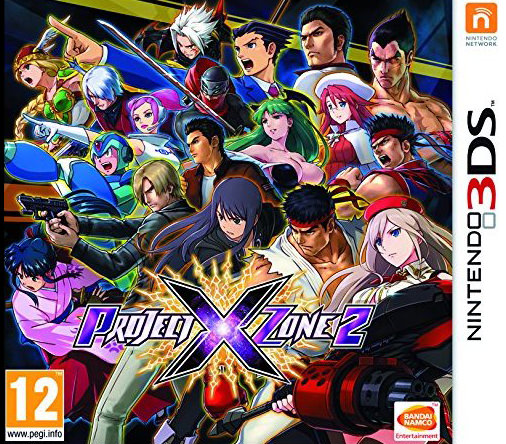 NINTENDO
NETWORK
NINTENDO 3DS
PROJECT X ZONE 2
12
www.pegi.info
BANDAI
NAMCO
Entertainment